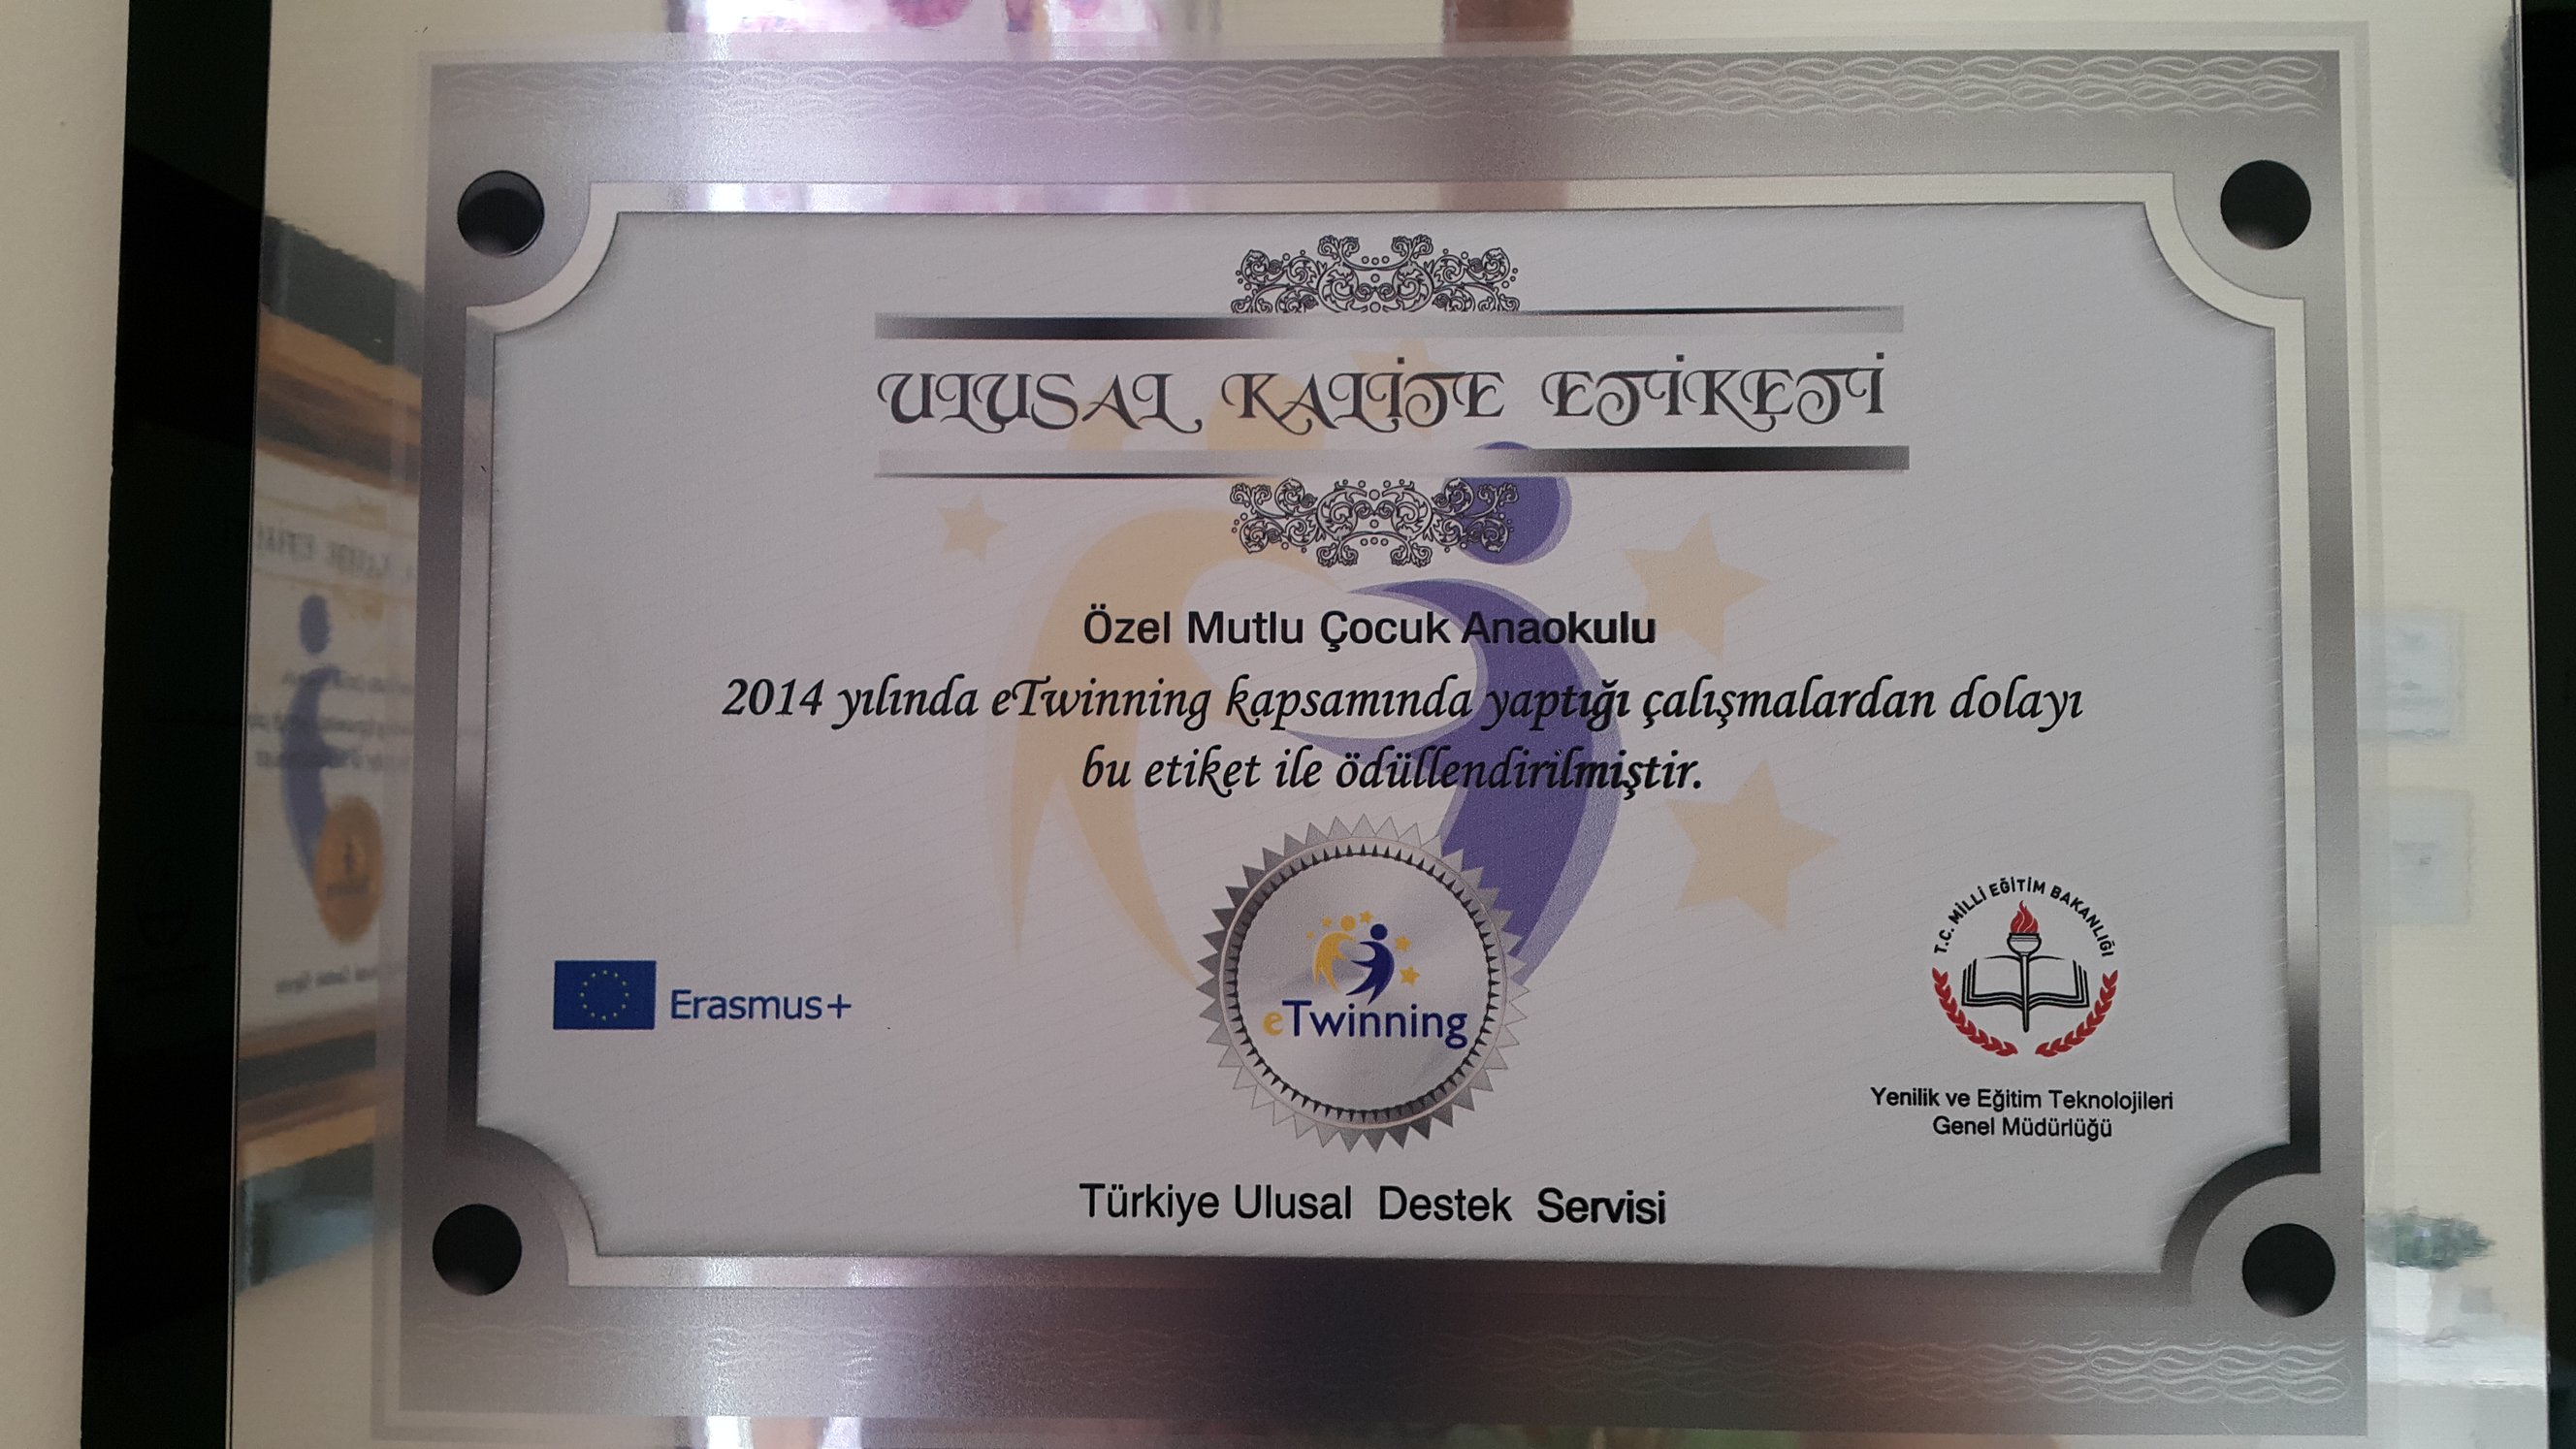 ULUSAL KALİTE ETİKETİ
Özel Mutlu Çocuk Anaokulu
2014 yılında eTwinning kapsamında yaptığı çalışmalardan dolayı
bu etiket ile ödüllendirilmiştir.
Erasmus+
eTwinning
T.C. MİLLİ EĞİTİM BAKANLIĞI
Yenilik ve Eğitim Teknolojileri
Genel Müdürlüğü
Türkiye Ulusal Destek Servisi